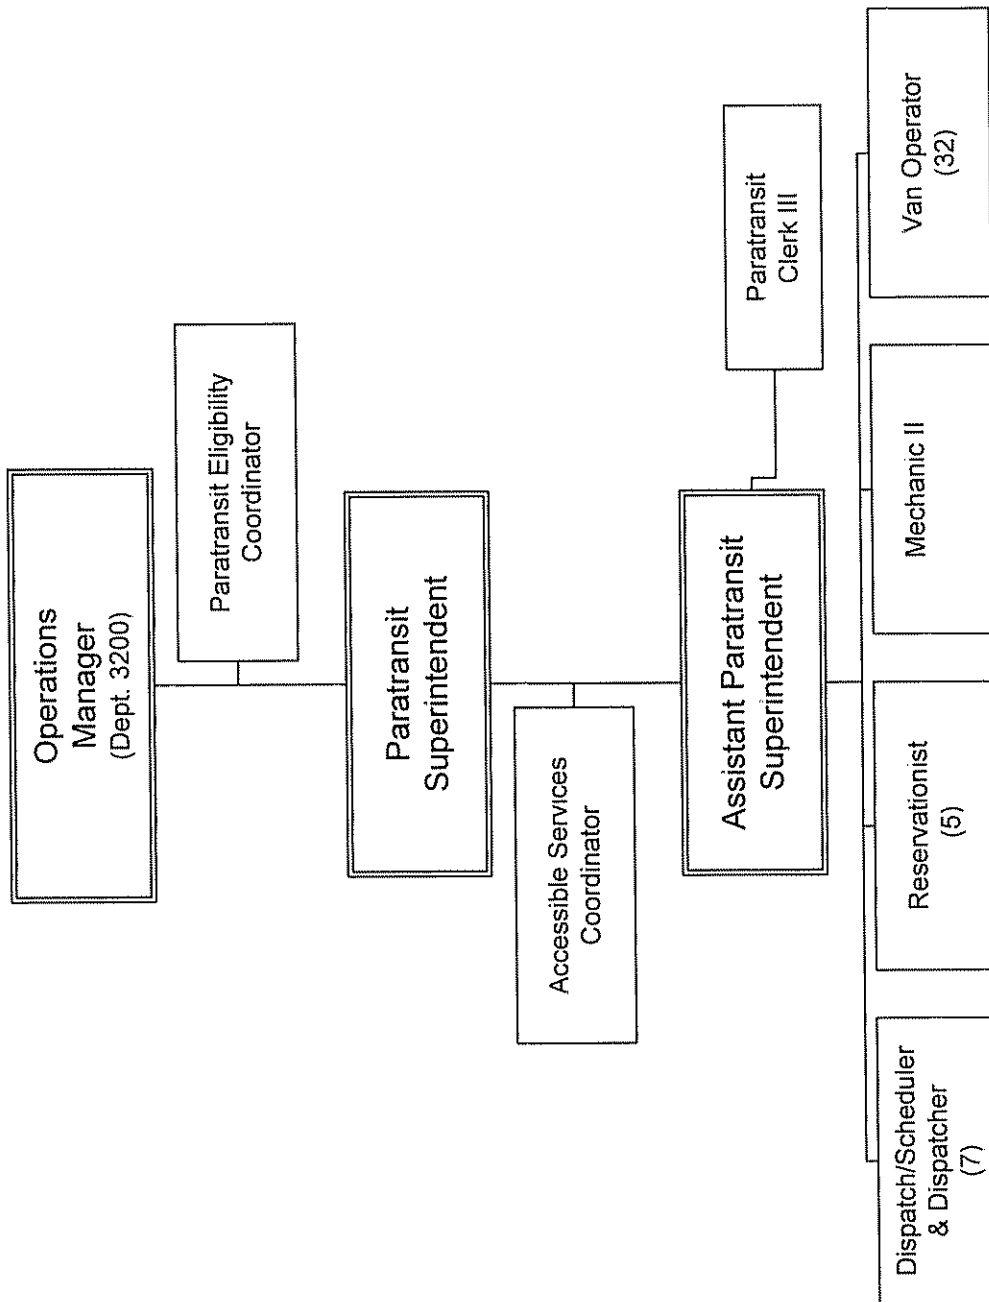 Operations
Manager
(Dept. 3200)
Paratransit Eligibility
Coordinator
Paratransit
Superintendent
Accessible Services
Coordinator
Assistant Paratransit
Superintendent
Paratransit
Clerk III
Dispatch/Scheduler
& Dispatcher
(7)
Reservationist
(5)
Mechanic II
Van Operator
(32)